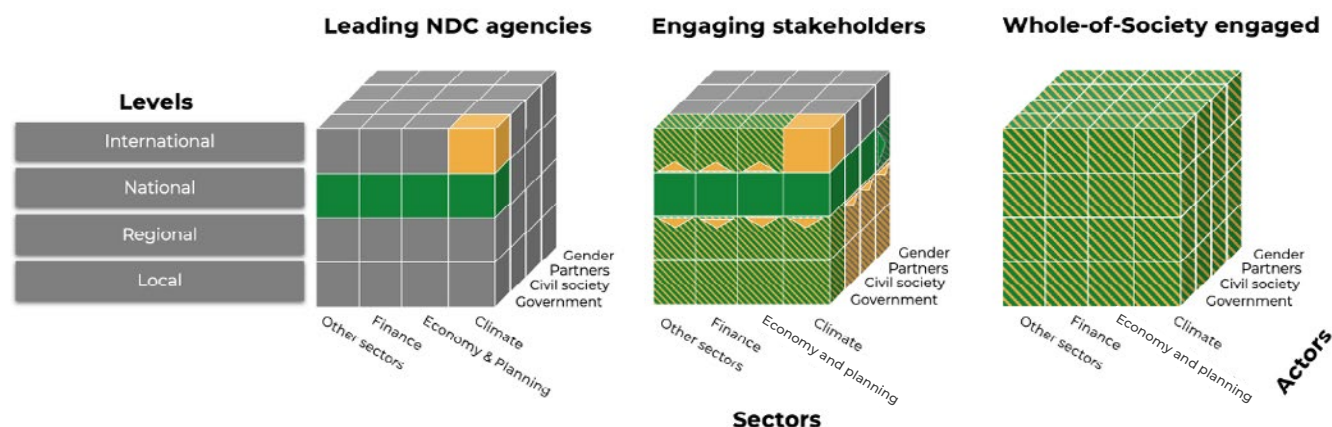 Leading NDC agencies
Engaging stakeholders
Whole-of-Society engaged
Levels
International
National
Regional
Local
Gender
Partners
Civil society
Government
Other sectors
Finance
Economy & Planning
Climate
Gender
Partners
Civil society
Government
Other sectors
Finance
Economy and planning
Climate
Gender
Partners
Civil society
Government
Other sectors
Finance
Economy and planning
Climate
Actors
Sectors